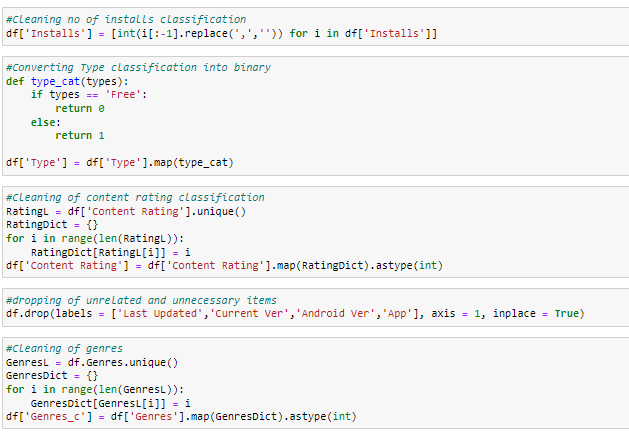 #Cleaning no of installs classification
df['Installs'] = [int(i[:-1].replace(',','')) for i in df['Installs']]
#Converting Type classification into binary
def type_cat(types):
    if types == 'Free':
        return 0
    else:
        return 1
df['Type'] = df['Type'].map(type_cat)
#Cleaning of content rating classification
RatingL = df['Content Rating'].unique()
RatingDict = {}
for i in range(len(RatingL)):
    RatingDict[RatingL[i]] = i
df['Content Rating'] = df['Content Rating'].map(RatingDict).astype(int)
#dropping of unrelated and unnecessary items
df.drop(labels = ['Last Updated','Current Ver','Android Ver','App'], axis = 1, inplace = True)
#Cleaning of genres
GenresL = df.Genres.unique()
GenresDict = {}
for i in range(len(GenresL)):
    GenresDict[GenresL[i]] = i
df['Genres_c'] = df['Genres'].map(GenresDict).astype(int)